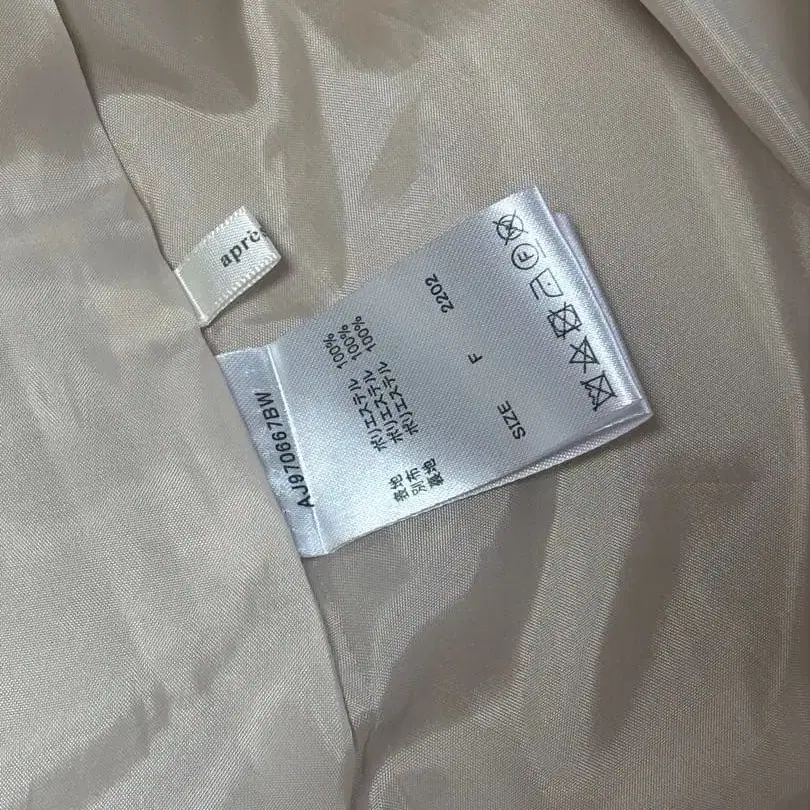 aprè
AJ970667BW
表地 ポリエステル 100%
別布 ポリエステル 100%
裏地 ポリエステル 100%
SIZE F 2202
F